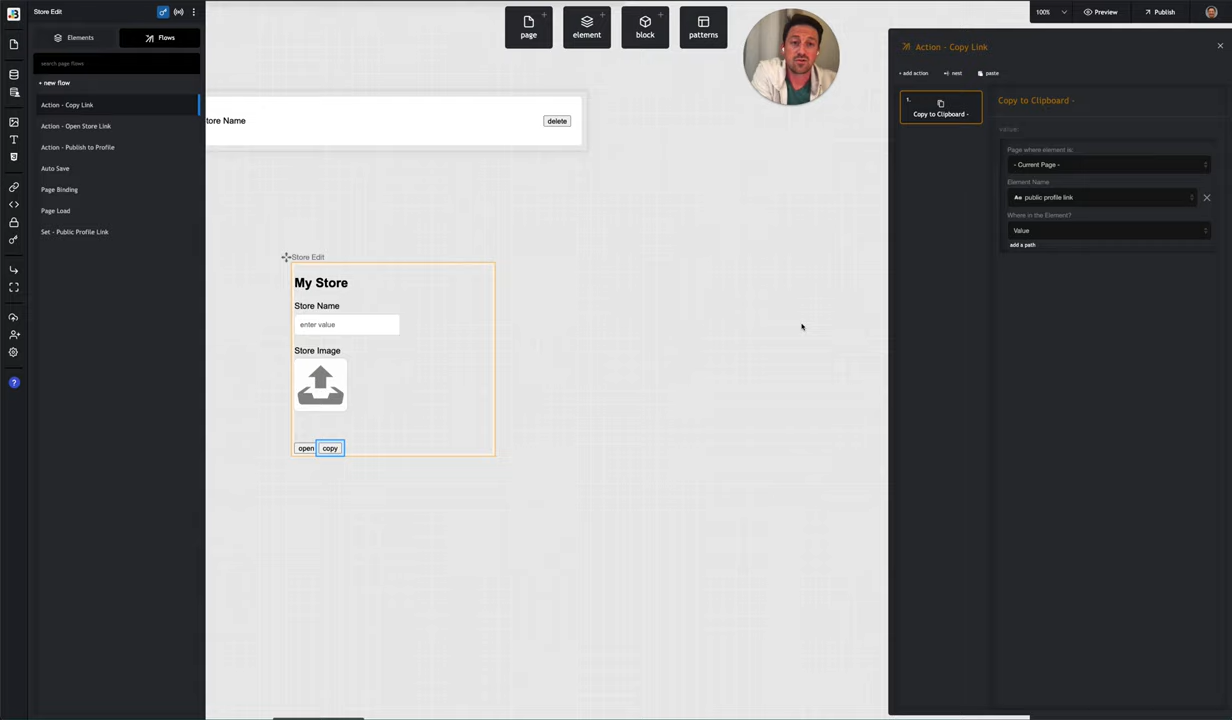 Store Edit
Elements
Flows
search page flows
+ new flow
Action - Copy Link
Action - Open Store Link
Action - Publish to Profile
Auto Save
Page Binding
Page Load
Set - Public Profile Link
?
page
element
block
patterns
100%
Preview
Publish
tore Name
delete
Store Edit
My Store
Store Name
enter value
Store Image
open
copy
Action - Copy Link
+ add action
nest
paste
1.
Copy to Clipboard -
Copy to Clipboard -
value:
Page where element is:
- Current Page -
Element Name
Aa public profile link
Where in the Element?
Value
add a path